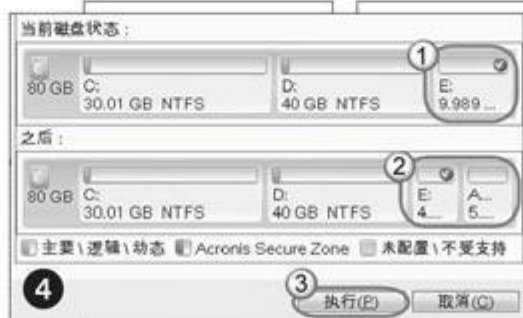 当前磁盘状态：
1
80 GB
C:
30.01 GB NTFS
D:
40 GB NTFS
E:
9.989 ...
之后：
2
80 GB
C:
30.01 GB NTFS
D:
40 GB NTFS
E:
4...
A...
5...
主要\逻辑\动态 Acronis Secure Zone 未配置\不受支持
4
3
执行(P) 取消(C)